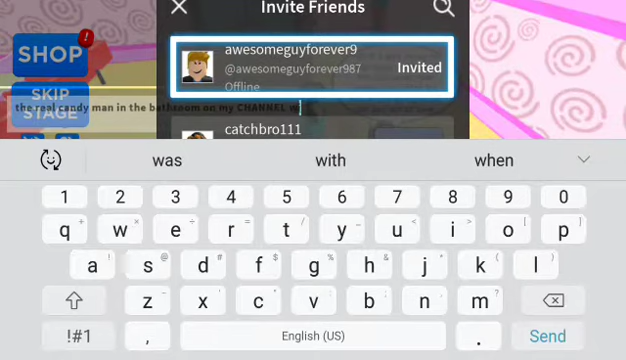 Invite Friends
SHOP
!
awesomeguyforever9
@awesomeguyforever987
Invited
Offline
SKIP
STAGE
the real candy man in the bathroom on my CHANNEL w
catchbro111
was with when
1 2 3 4 5 6 7 8 9 0
q + w × e ÷ r = t / y _ u < i > o [ p ]
a ! s @ d # f $ g % h ^ j & k ( l )
z - x ' c " v : b ; n , m ?
!#1 , English (US) . Send